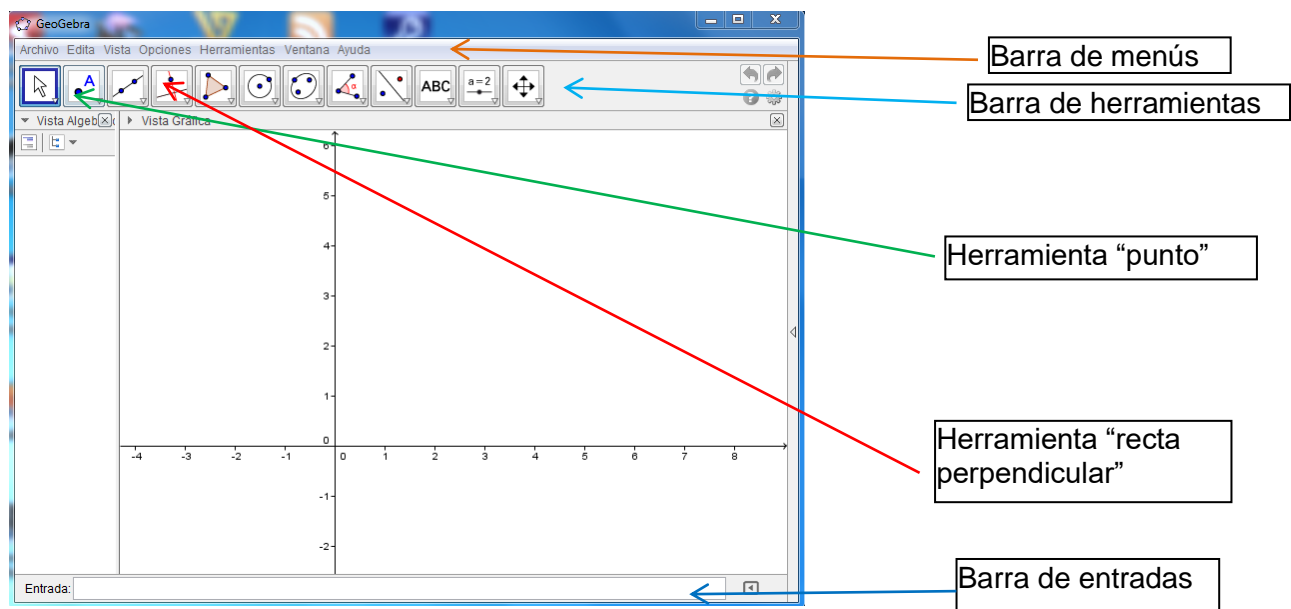 GeoGebra
Archivo Edita Vista Opciones Herramientas Ventana Ayuda
Barra de menús
A
α
ABC
a=2
Barra de herramientas
Vista Algeb
Vista Gráfica
6
5
4
3
2
1
0
-4 -3 -2 -1 0 1 2 3 4 5 6 7 8
-1
-2
Herramienta “punto”
Herramienta “recta
perpendicular”
Barra de entradas
Entrada: